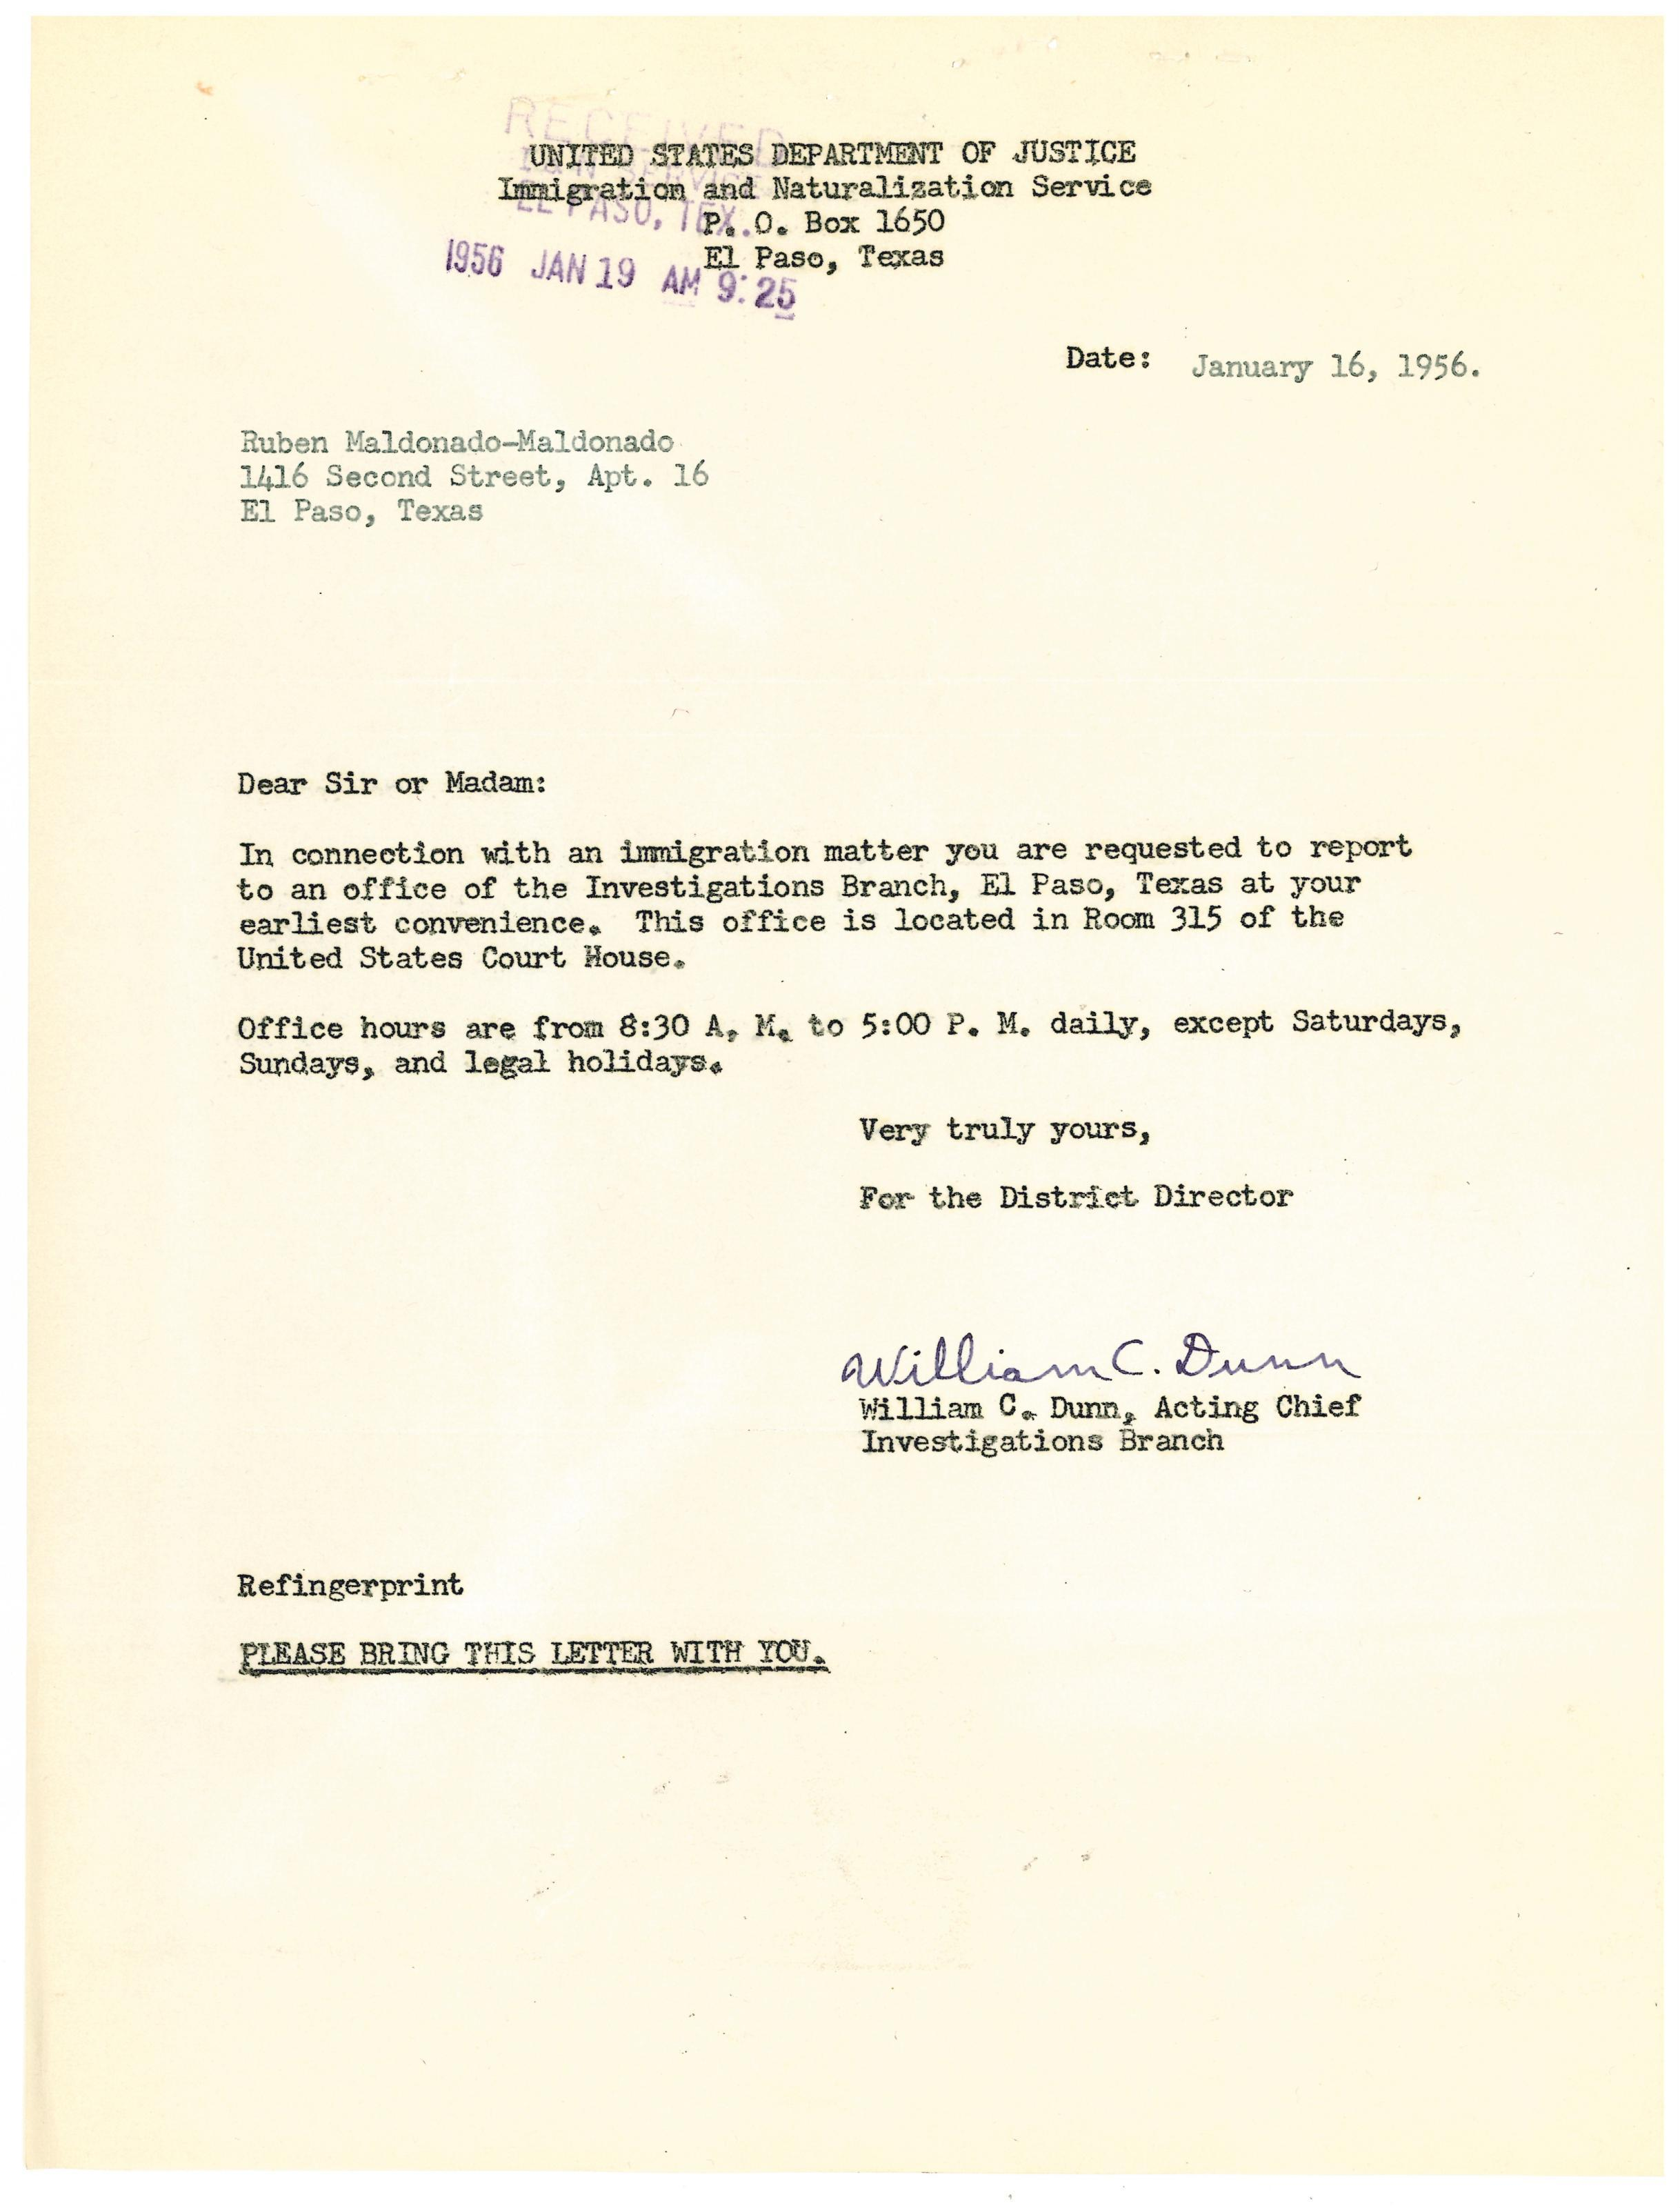 RECEIVED
UNITED STATES DEPARTMENT OF JUSTICE
Immigration and Naturalization Service
EL PASO, TEX.
P. O. Box 1650
El Paso, Texas
1956 JAN 19 AM 9:25
Date: January 16, 1956.
Ruben Maldonado-Maldonado
1416 Second Street, Apt. 16
El Paso, Texas
Dear Sir or Madam:
In connection with an immigration matter you are requested to report
to an office of the Investigations Branch, El Paso, Texas at your
earliest convenience. This office is located in Room 315 of the
United States Court House.
Office hours are from 8:30 A. M. to 5:00 P. M. daily, except Saturdays,
Sundays, and legal holidays.
Very truly yours,
For the District Director
William C. Dunn
William C. Dunn, Acting Chief
Investigations Branch
Refingerprint
PLEASE BRING THIS LETTER WITH YOU.